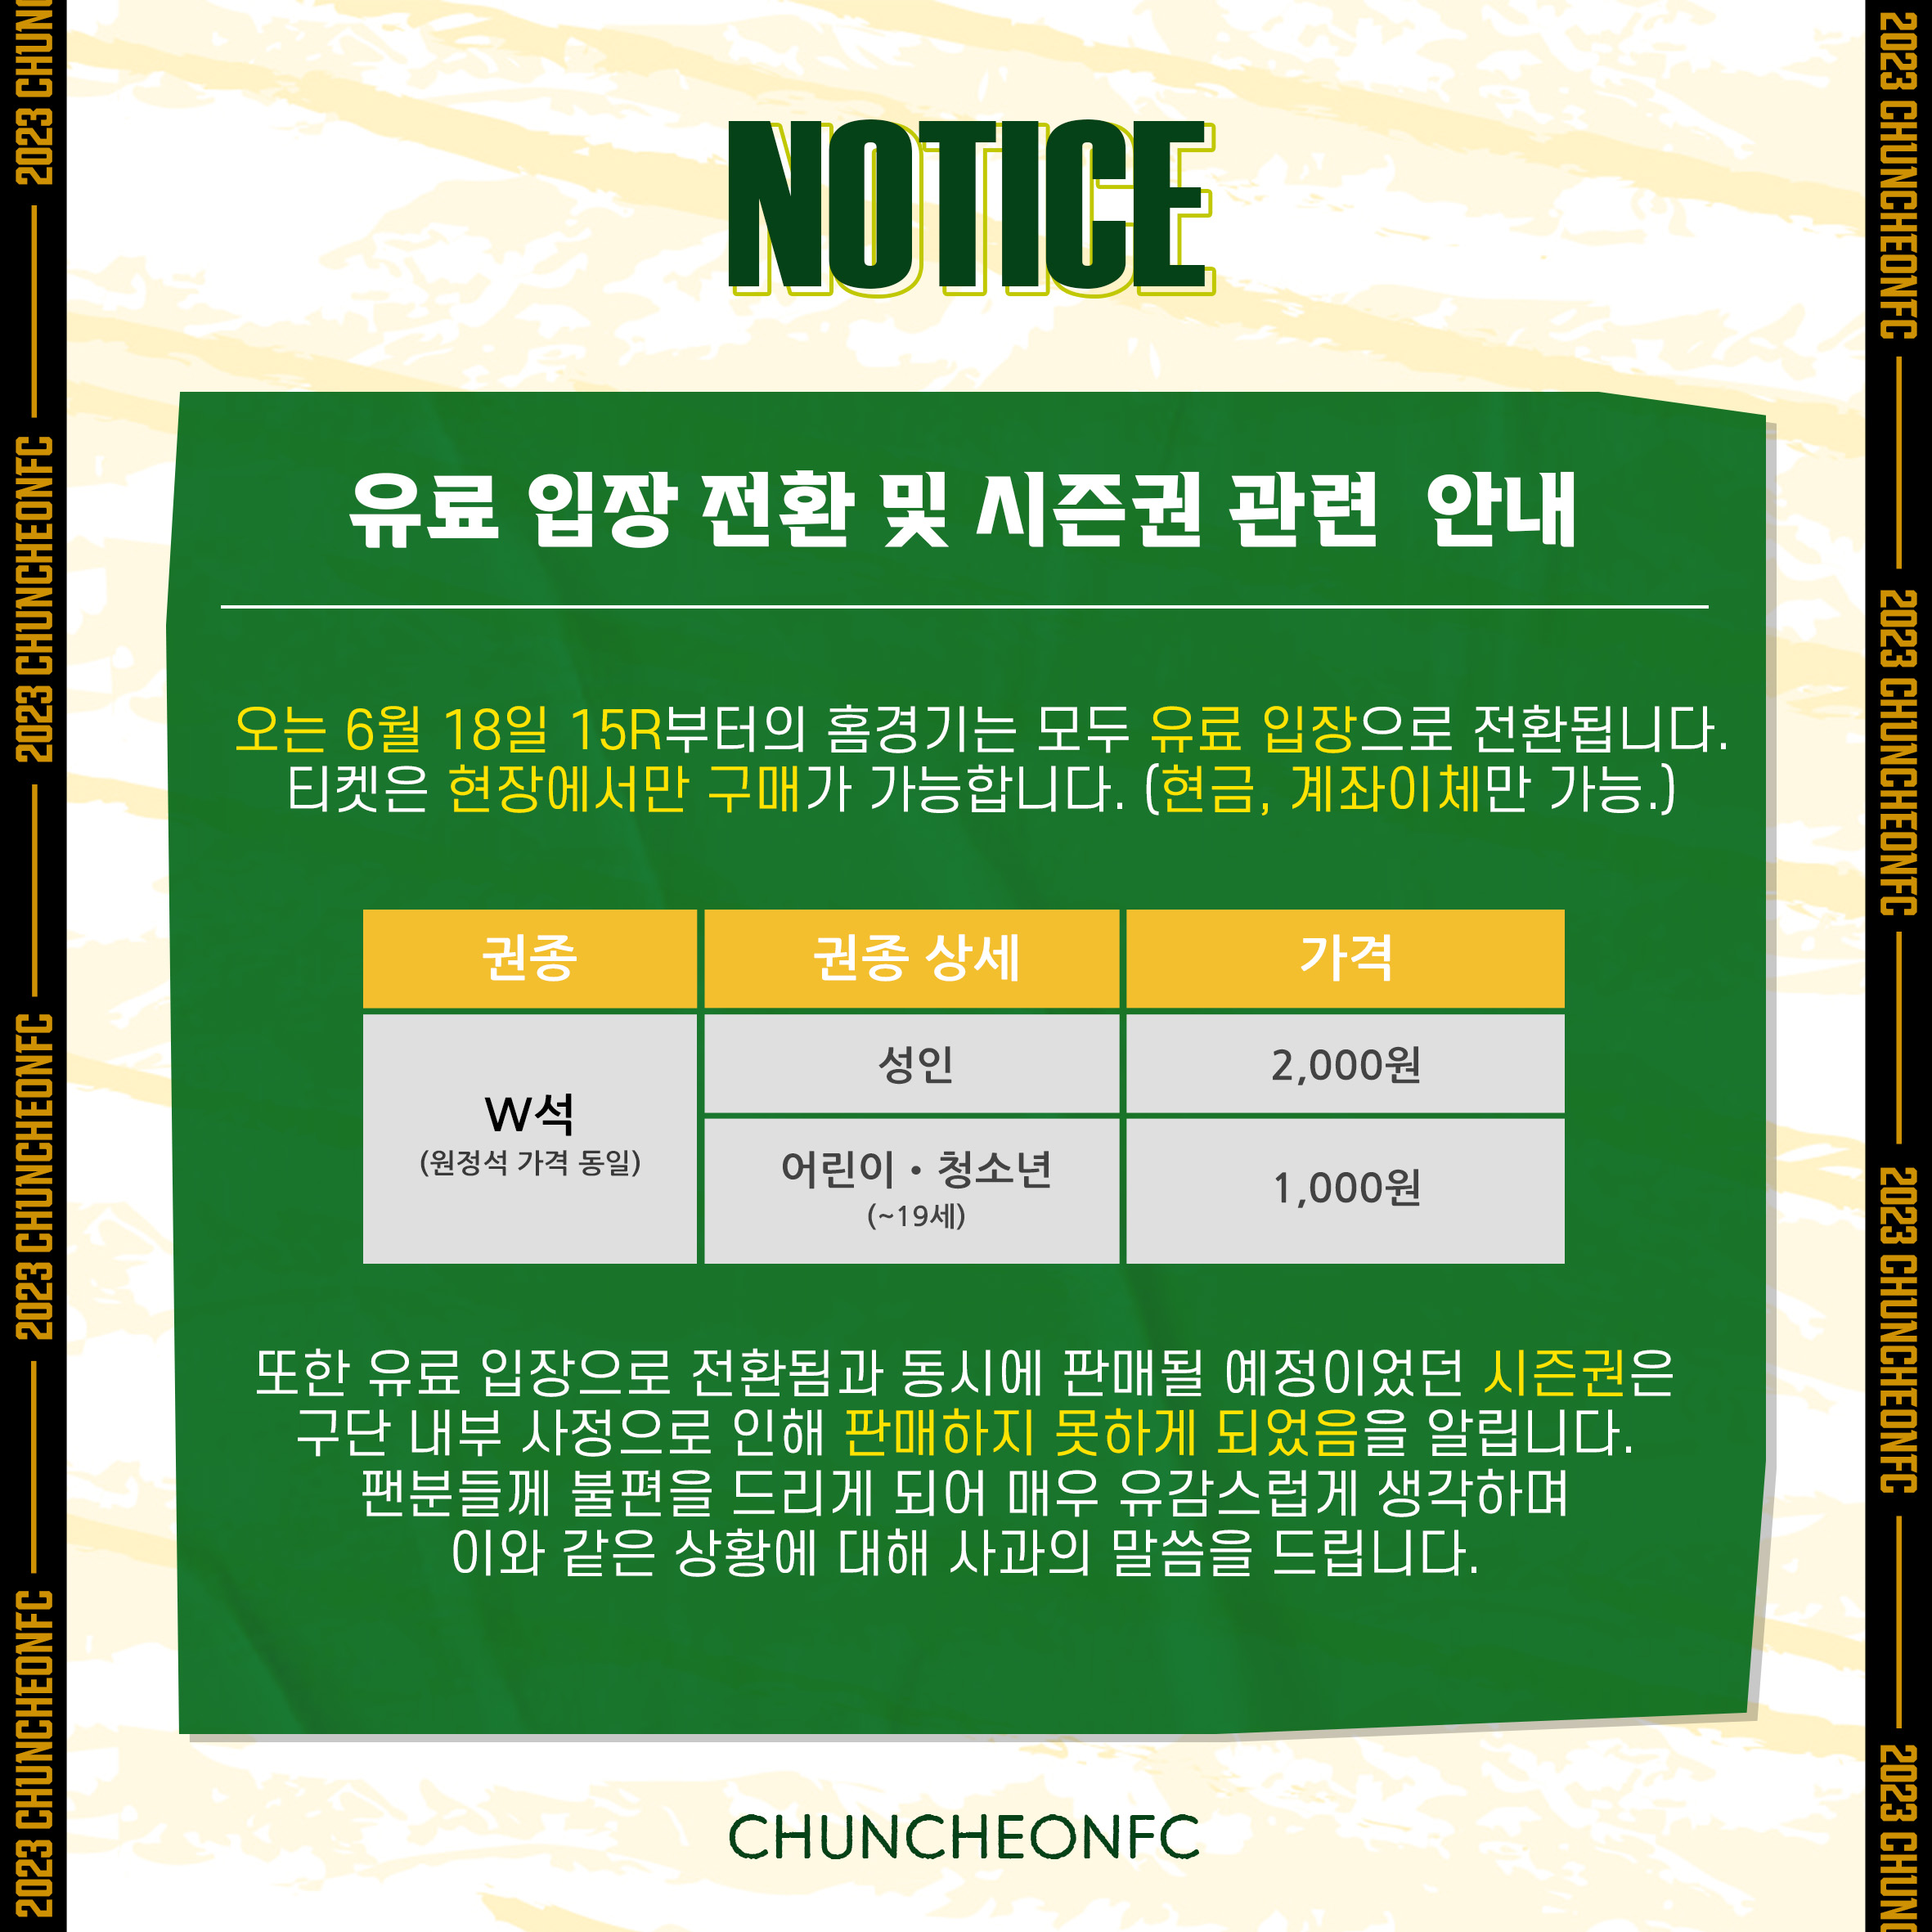 NOTICE
유료 입장 전환 및 시즌권 관련 안내
오는 6월 18일 15R부터의 홈경기는 모두 유료 입장으로 전환됩니다.
티켓은 현장에서만 구매가 가능합니다. (현금, 계좌이체만 가능.)
권종 권종 상세 가격
W석
(원정석 가격 동일)
성인 2,000원
어린이 • 청소년
(~19세)
1,000원
또한 유료 입장으로 전환됨과 동시에 판매될 예정이었던 시즌권은
구단 내부 사정으로 인해 판매하지 못하게 되었음을 알립니다.
팬분들께 불편을 드리게 되어 매우 유감스럽게 생각하며
이와 같은 상황에 대해 사과의 말씀을 드립니다.
CHUNCHEONFC
2023 CHUN
2023 CHUNCHEONFC
2023 CHUNCHEONFC
2023 CHUNCHEONFC
2023 CHUNCHEONFC
2023 CHUNCHEONFC
2023 CHUNCHEONFC
2023 CHUN